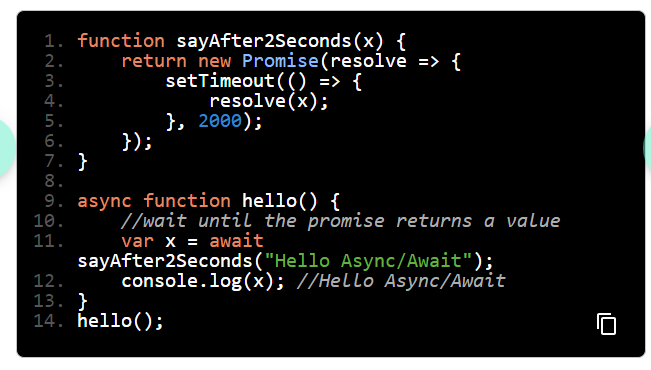 1. function sayAfter2Seconds(x) {
2.     return new Promise(resolve => {
3.         setTimeout(() => {
4.             resolve(x);
5.         }, 2000);
6.     });
7. }
8.
9. async function hello() {
10.     //wait until the promise returns a value
11.     var x = await
sayAfter2Seconds("Hello Async/Await");
12.     console.log(x); //Hello Async/Await
13. }
14. hello();